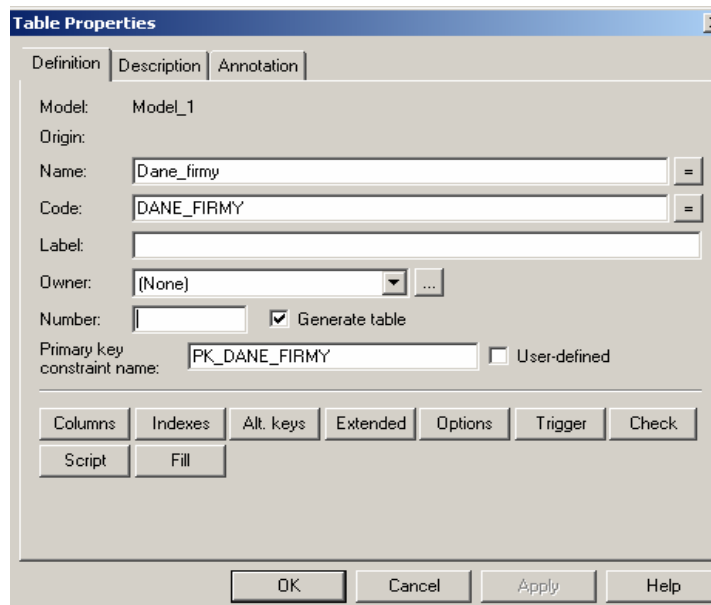 Table Properties
Definition Description Annotation
Model: Model_1
Origin:
Name: Dane_firmy =
Code: DANE_FIRMY =
Label:
Owner: (None) ...
Number: Generate table
Primary key
constraint name: PK_DANE_FIRMY User-defined
Columns Indexes Alt. keys Extended Options Trigger Check
Script Fill
OK Cancel Apply Help